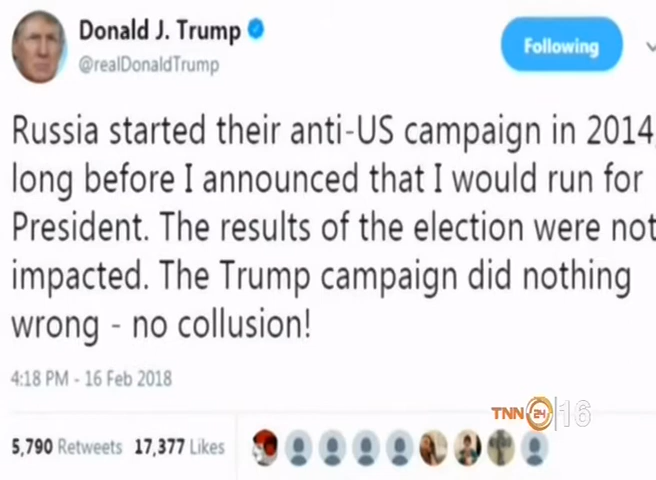 Donald J. Trump
@realDonaldTrump
Following
Russia started their anti-US campaign in 2014,
long before I announced that I would run for
President. The results of the election were not
impacted. The Trump campaign did nothing
wrong - no collusion!
4:18 PM - 16 Feb 2018
TNN 24 16
5,790 Retweets 17,377 Likes